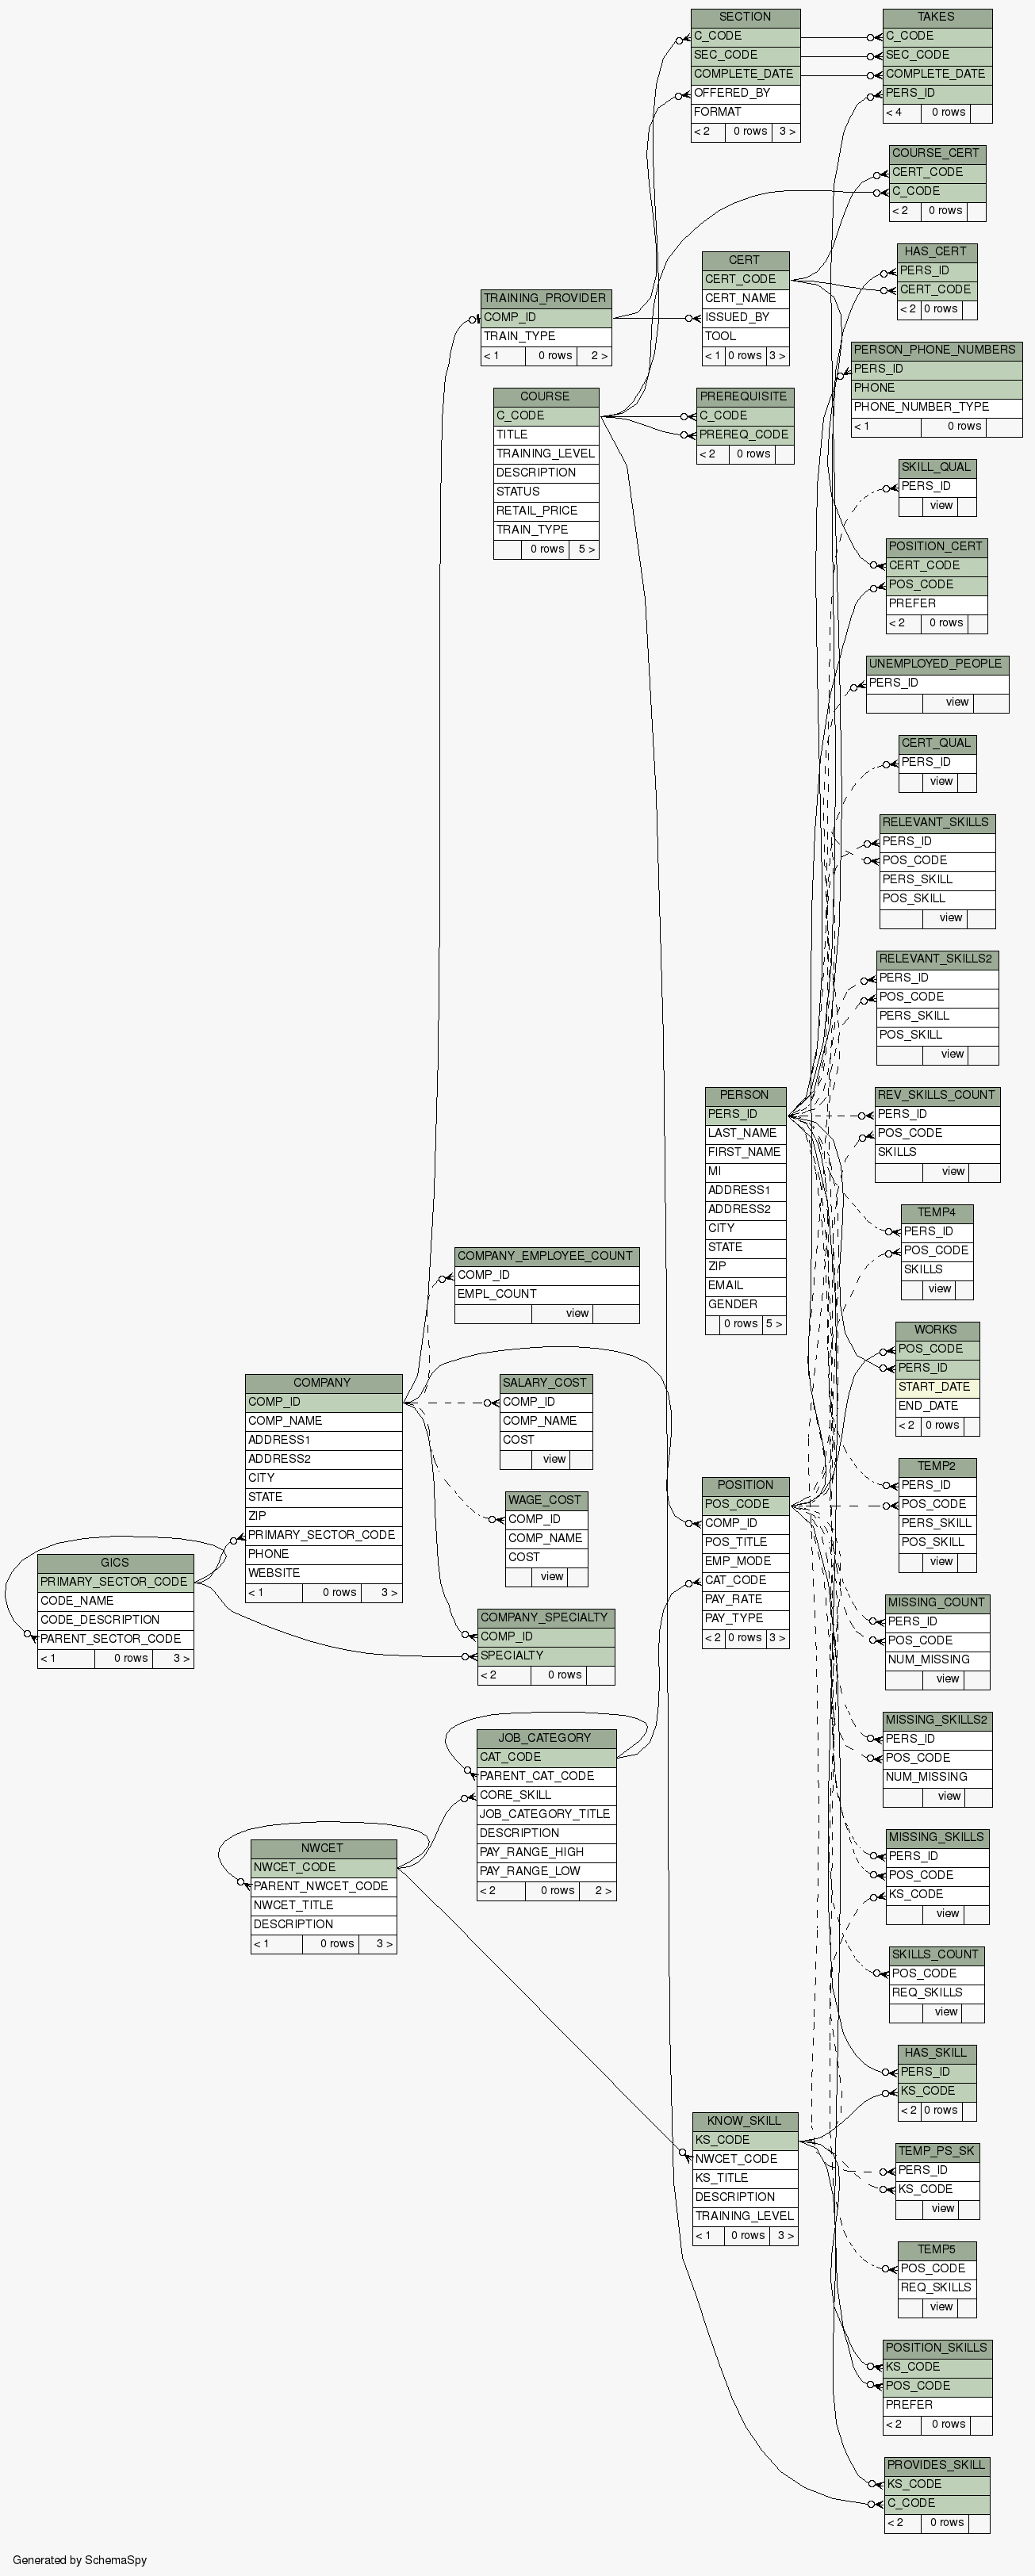 SECTION
C_CODE
SEC_CODE
COMPLETE_DATE
OFFERED_BY
FORMAT
< 2 0 rows 3 >
TAKES
C_CODE
SEC_CODE
COMPLETE_DATE
PERS_ID
< 4 0 rows
COURSE_CERT
CERT_CODE
C_CODE
< 2 0 rows
HAS_CERT
PERS_ID
CERT_CODE
< 2 0 rows
CERT
CERT_CODE
CERT_NAME
ISSUED_BY
TOOL
< 1 0 rows 3 >
TRAINING_PROVIDER
COMP_ID
TRAIN_TYPE
< 1 0 rows 2 >
PERSON_PHONE_NUMBERS
PERS_ID
PHONE
PHONE_NUMBER_TYPE
< 1 0 rows
COURSE
C_CODE
TITLE
TRAINING_LEVEL
DESCRIPTION
STATUS
RETAIL_PRICE
TRAIN_TYPE
0 rows 5 >
PREREQUISITE
C_CODE
PREREQ_CODE
< 2 0 rows
SKILL_QUAL
PERS_ID
view
POSITION_CERT
CERT_CODE
POS_CODE
PREFER
< 2 0 rows
UNEMPLOYED_PEOPLE
PERS_ID
view
CERT_QUAL
PERS_ID
view
RELEVANT_SKILLS
PERS_ID
POS_CODE
PERS_SKILL
POS_SKILL
view
RELEVANT_SKILLS2
PERS_ID
POS_CODE
PERS_SKILL
POS_SKILL
view
PERSON
PERS_ID
LAST_NAME
FIRST_NAME
MI
ADDRESS1
ADDRESS2
CITY
STATE
ZIP
EMAIL
GENDER
0 rows 5 >
REV_SKILLS_COUNT
PERS_ID
POS_CODE
SKILLS
view
TEMP4
PERS_ID
POS_CODE
SKILLS
view
COMPANY_EMPLOYEE_COUNT
COMP_ID
EMPL_COUNT
view
WORKS
POS_CODE
PERS_ID
START_DATE
END_DATE
< 2 0 rows
COMPANY
COMP_ID
COMP_NAME
ADDRESS1
ADDRESS2
CITY
STATE
ZIP
PRIMARY_SECTOR_CODE
PHONE
WEBSITE
< 1 0 rows 3 >
SALARY_COST
COMP_ID
COMP_NAME
COST
view
WAGE_COST
COMP_ID
COMP_NAME
COST
view
TEMP2
PERS_ID
POS_CODE
PERS_SKILL
POS_SKILL
view
POSITION
POS_CODE
COMP_ID
POS_TITLE
EMP_MODE
CAT_CODE
PAY_RATE
PAY_TYPE
< 2 0 rows 3 >
GICS
PRIMARY_SECTOR_CODE
CODE_NAME
CODE_DESCRIPTION
PARENT_SECTOR_CODE
< 1 0 rows 3 >
COMPANY_SPECIALTY
COMP_ID
SPECIALTY
< 2 0 rows
MISSING_COUNT
PERS_ID
POS_CODE
NUM_MISSING
view
MISSING_SKILLS2
PERS_ID
POS_CODE
NUM_MISSING
view
JOB_CATEGORY
CAT_CODE
PARENT_CAT_CODE
CORE_SKILL
JOB_CATEGORY_TITLE
DESCRIPTION
PAY_RANGE_HIGH
PAY_RANGE_LOW
< 2 0 rows 2 >
NWCET
NWCET_CODE
PARENT_NWCET_CODE
NWCET_TITLE
DESCRIPTION
< 1 0 rows 3 >
MISSING_SKILLS
PERS_ID
POS_CODE
KS_CODE
view
SKILLS_COUNT
POS_CODE
REQ_SKILLS
view
HAS_SKILL
PERS_ID
KS_CODE
< 2 0 rows
KNOW_SKILL
KS_CODE
NWCET_CODE
KS_TITLE
DESCRIPTION
TRAINING_LEVEL
< 1 0 rows 3 >
TEMP_PS_SK
PERS_ID
KS_CODE
view
TEMP5
POS_CODE
REQ_SKILLS
view
POSITION_SKILLS
KS_CODE
POS_CODE
PREFER
< 2 0 rows
PROVIDES_SKILL
KS_CODE
C_CODE
< 2 0 rows
Generated by SchemaSpy